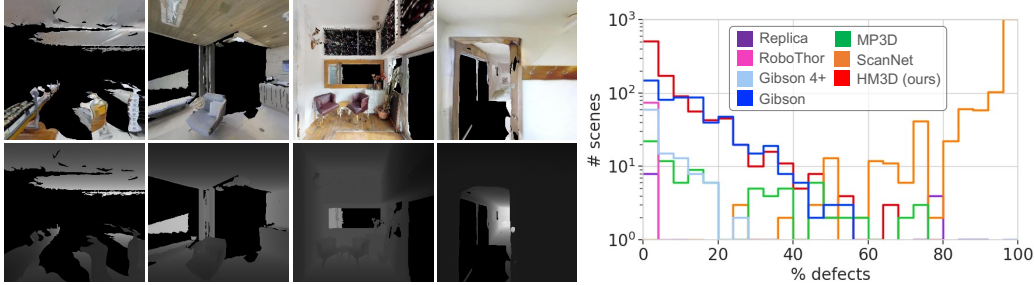 10³
10²
10¹
10⁰
# scenes
Replica
RoboThor
Gibson 4+
Gibson
MP3D
ScanNet
HM3D (ours)
0 20 40 60 80 100
% defects